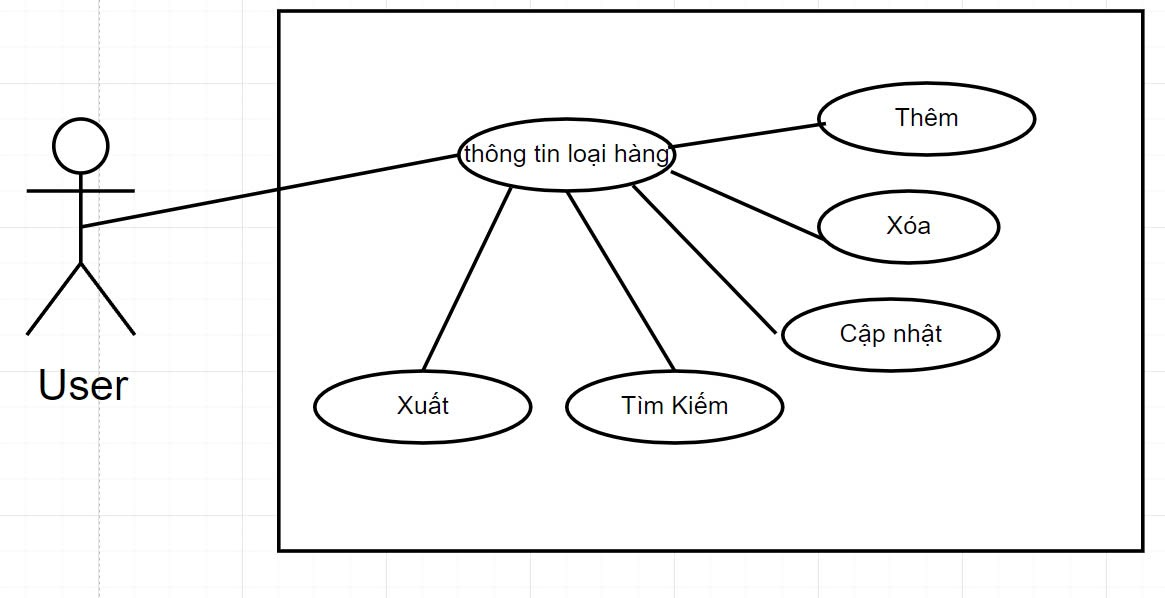 Thêm
thông tin loại hàng
Xóa
Cập nhật
User
Xuất
Tìm Kiếm